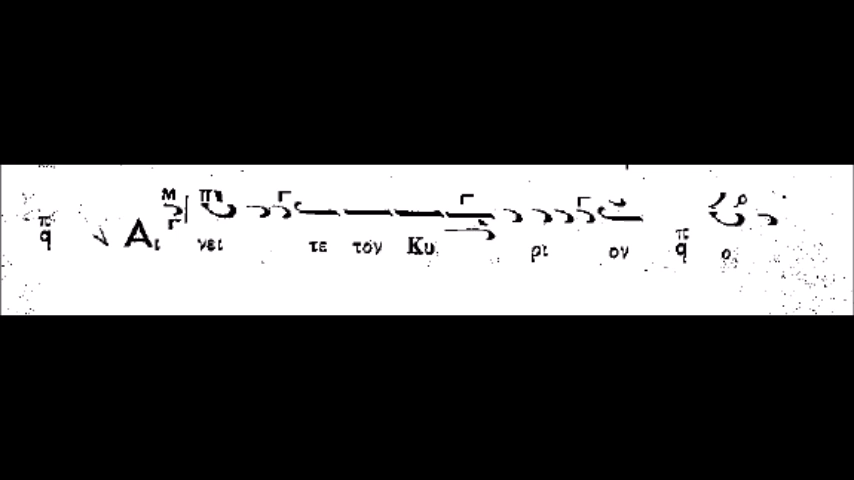 Αι νει τε τον Κυ ρι ον ο